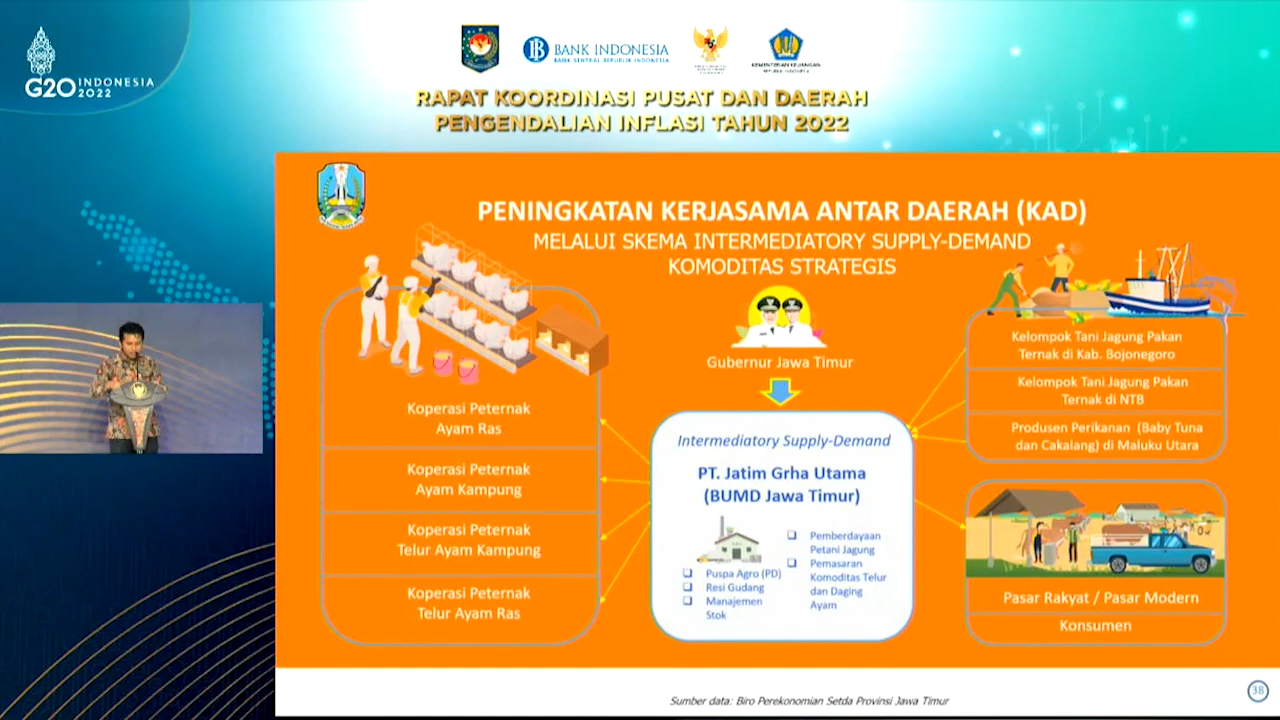 G20 INDONESIA
2022
BANK INDONESIA
BANK SENTRAL REPUBLIK INDONESIA
KEMENTERIAN KEUANGAN
REPUBLIK INDONESIA
RAPAT KOORDINASI PUSAT DAN DAERAH
PENGENDALIAN INFLASI TAHUN 2022
PENINGKATAN KERJASAMA ANTAR DAERAH (KAD)
MELALUI SKEMA INTERMEDIATORY SUPPLY-DEMAND
KOMODITAS STRATEGIS
Koperasi Peternak
Ayam Ras
Koperasi Peternak
Ayam Kampung
Koperasi Peternak
Telur Ayam Kampung
Koperasi Peternak
Telur Ayam Ras
Gubernur Jawa Timur
Intermediatory Supply-Demand
PT. Jatim Grha Utama
(BUMD Jawa Timur)
Puspa Agro (PD)
Resi Gudang
Manajemen
Stok
Pemberdayaan
Petani Jagung
Pemasaran
Komoditas Telur
dan Daging
Ayam
Kelompok Tani Jagung Pakan
Ternak di Kab. Bojonegoro
Kelompok Tani Jagung Pakan
Ternak di NTB
Produsen Perikanan (Baby Tuna
dan Cakalang) di Maluku Utara
Pasar Rakyat / Pasar Modern
Konsumen
Sumber data: Biro Perekonomian Setda Provinsi Jawa Timur
38